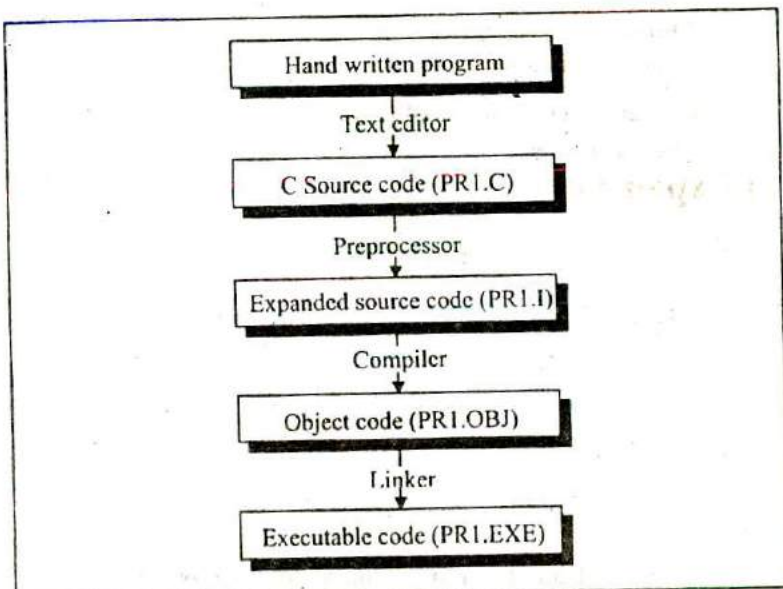 Hand written program
Text editor
C Source code (PR1.C)
Preprocessor
Expanded source code (PR1.I)
Compiler
Object code (PR1.OBJ)
Linker
Executable code (PR1.EXE)